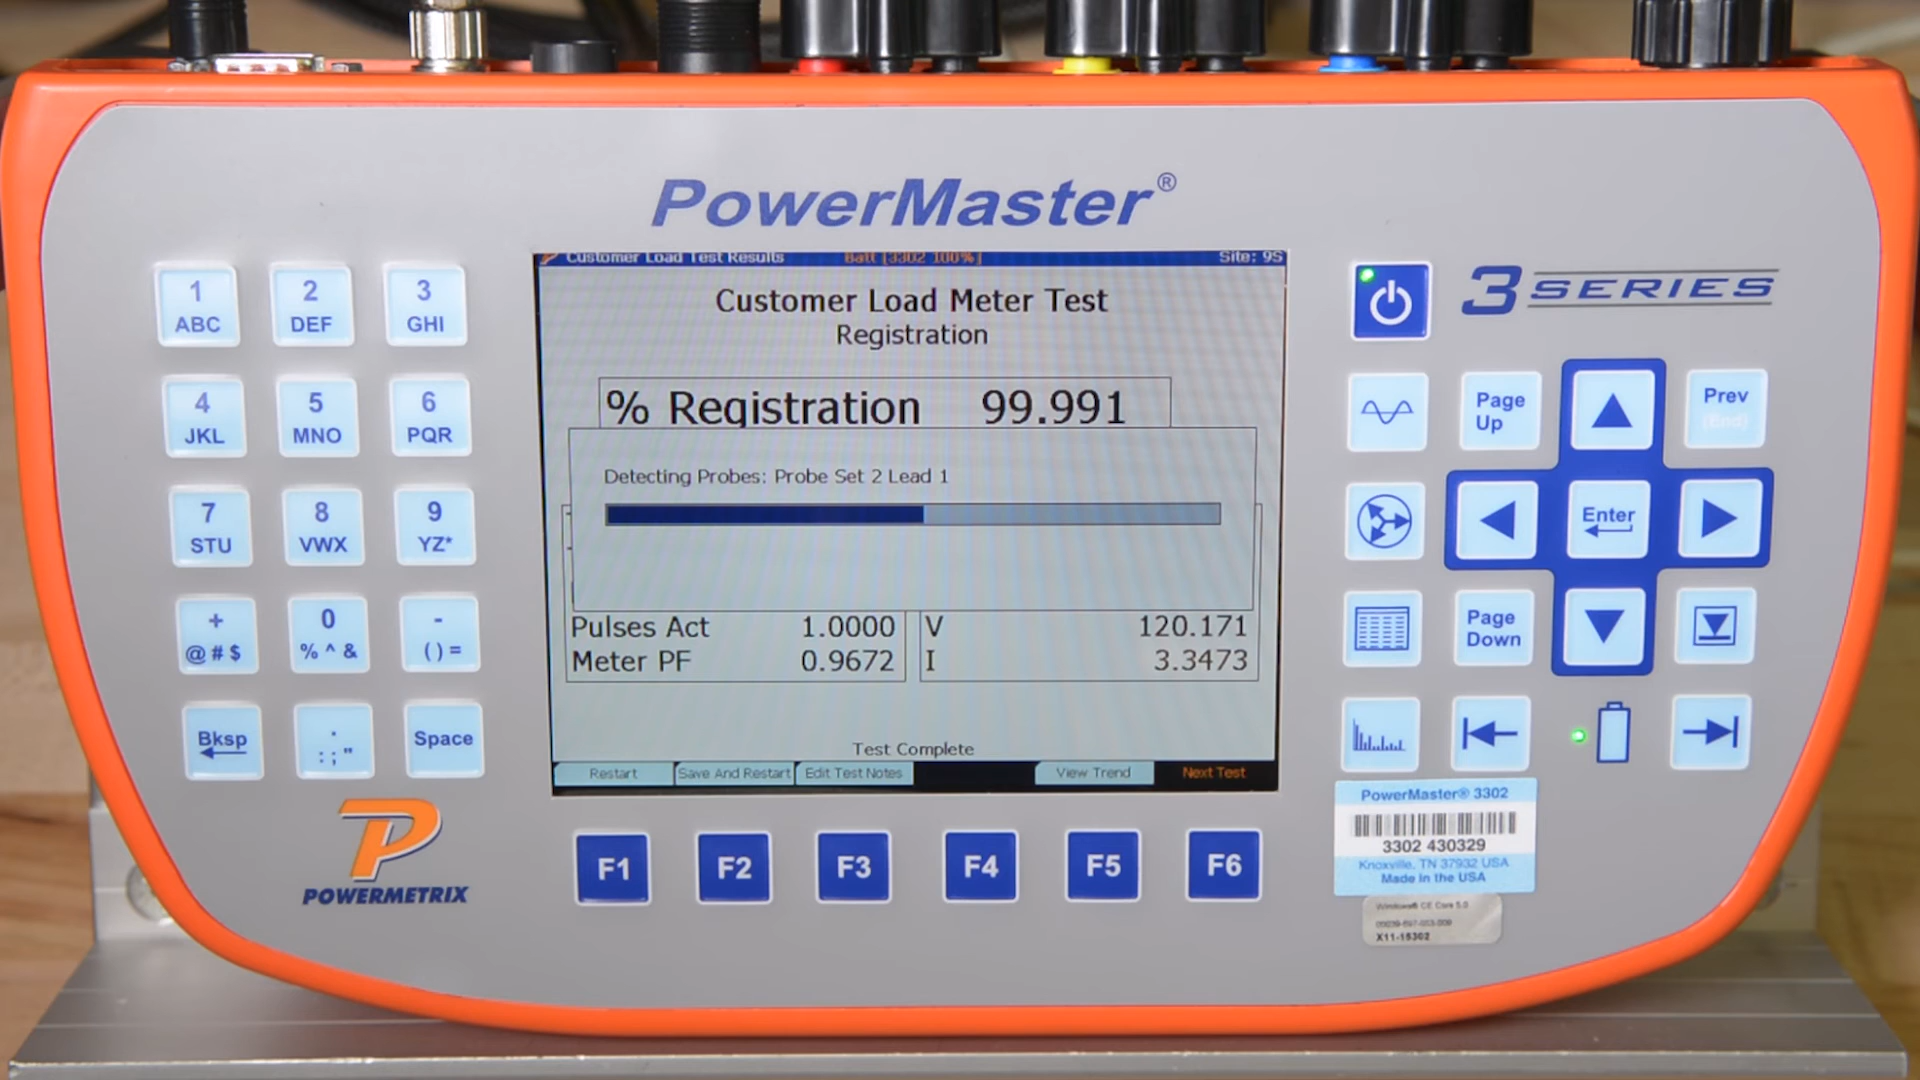 PowerMaster®
3 SERIES
Customer Load Test Results Batt [3302 100%] Site: 9S
Customer Load Meter Test
Registration
% Registration 99.991
Detecting Probes: Probe Set 2 Lead 1
Pulses Act 1.0000 V 120.171
Meter PF 0.9672 I 3.3473
Test Complete
Restart Save And Restart Edit Test Notes View Trend Next Test
1 2 3
ABC DEF GHI
4 5 6
JKL MNO PQR
7 8 9
STU VWX YZ*
+ 0 -
@ # $ % ^ & ( ) =
Bksp . Space
: ; "
Page Up
Prev
(End)
Enter
Page Down
F1 F2 F3 F4 F5 F6
P
POWERMETRIX
PowerMaster® 3302
3302 430329
Knoxville, TN 37932 USA
Made in the USA
Windows® CE Core 5.0
X11-15302